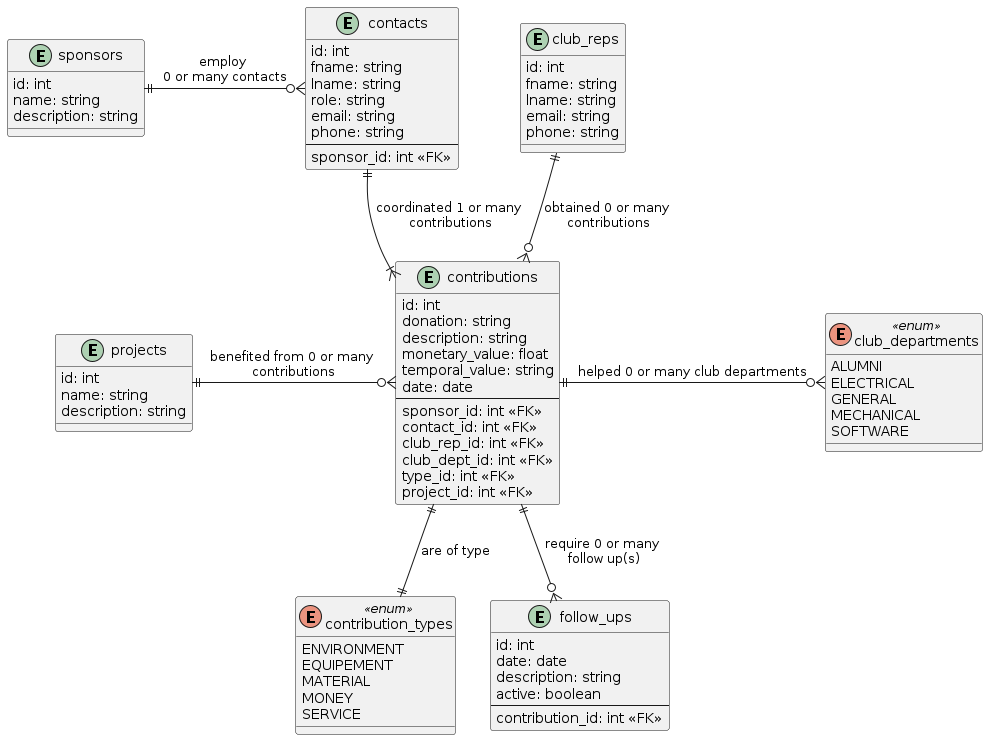 E sponsors
id: int
name: string
description: string
employ
0 or many contacts
E contacts
id: int
fname: string
lname: string
role: string
email: string
phone: string
sponsor_id: int «FK»
E club_reps
id: int
fname: string
lname: string
email: string
phone: string
coordinated 1 or many
contributions
obtained 0 or many
contributions
E contributions
id: int
donation: string
description: string
monetary_value: float
temporal_value: string
date: date
sponsor_id: int «FK»
contact_id: int «FK»
club_rep_id: int «FK»
club_dept_id: int «FK»
type_id: int «FK»
project_id: int «FK»
E projects
id: int
name: string
description: string
benefited from 0 or many
contributions
helped 0 or many club departments
«enum»
E club_departments
ALUMNI
ELECTRICAL
GENERAL
MECHANICAL
SOFTWARE
are of type
require 0 or many
follow up(s)
«enum»
E contribution_types
ENVIRONMENT
EQUIPEMENT
MATERIAL
MONEY
SERVICE
E follow_ups
id: int
date: date
description: string
active: boolean
contribution_id: int «FK»